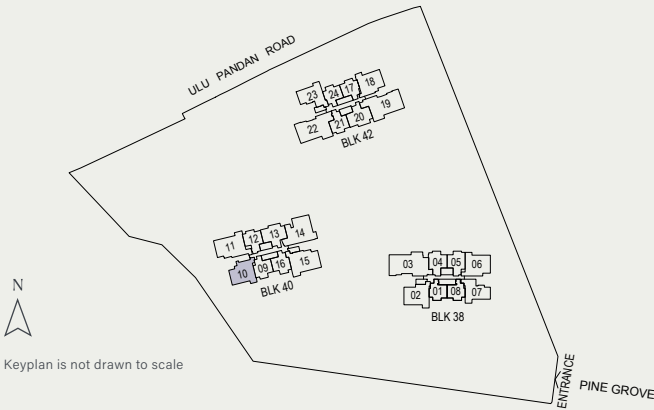 ULU PANDAN ROAD
23 24 17 18
22 21 20 19
BLK 42
11 12 13 14
10 09 16 15
BLK 40
03 04 05 06
02 01 08 07
BLK 38
N
Keyplan is not drawn to scale
ENTRANCE
PINE GROVE